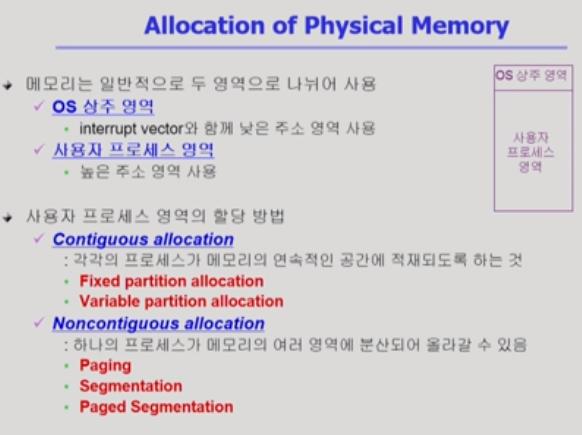 Allocation of Physical Memory
메모리는 일반적으로 두 영역으로 나뉘어 사용
OS 상주 영역
interrupt vector와 함께 낮은 주소 영역 사용
사용자 프로세스 영역
높은 주소 영역 사용
OS 상주 영역
사용자
프로세스
영역
사용자 프로세스 영역의 할당 방법
Contiguous allocation
: 각각의 프로세스가 메모리의 연속적인 공간에 적재되도록 하는 것
Fixed partition allocation
Variable partition allocation
Noncontiguous allocation
: 하나의 프로세스가 메모리의 여러 영역에 분산되어 올라갈 수 있음
Paging
Segmentation
Paged Segmentation